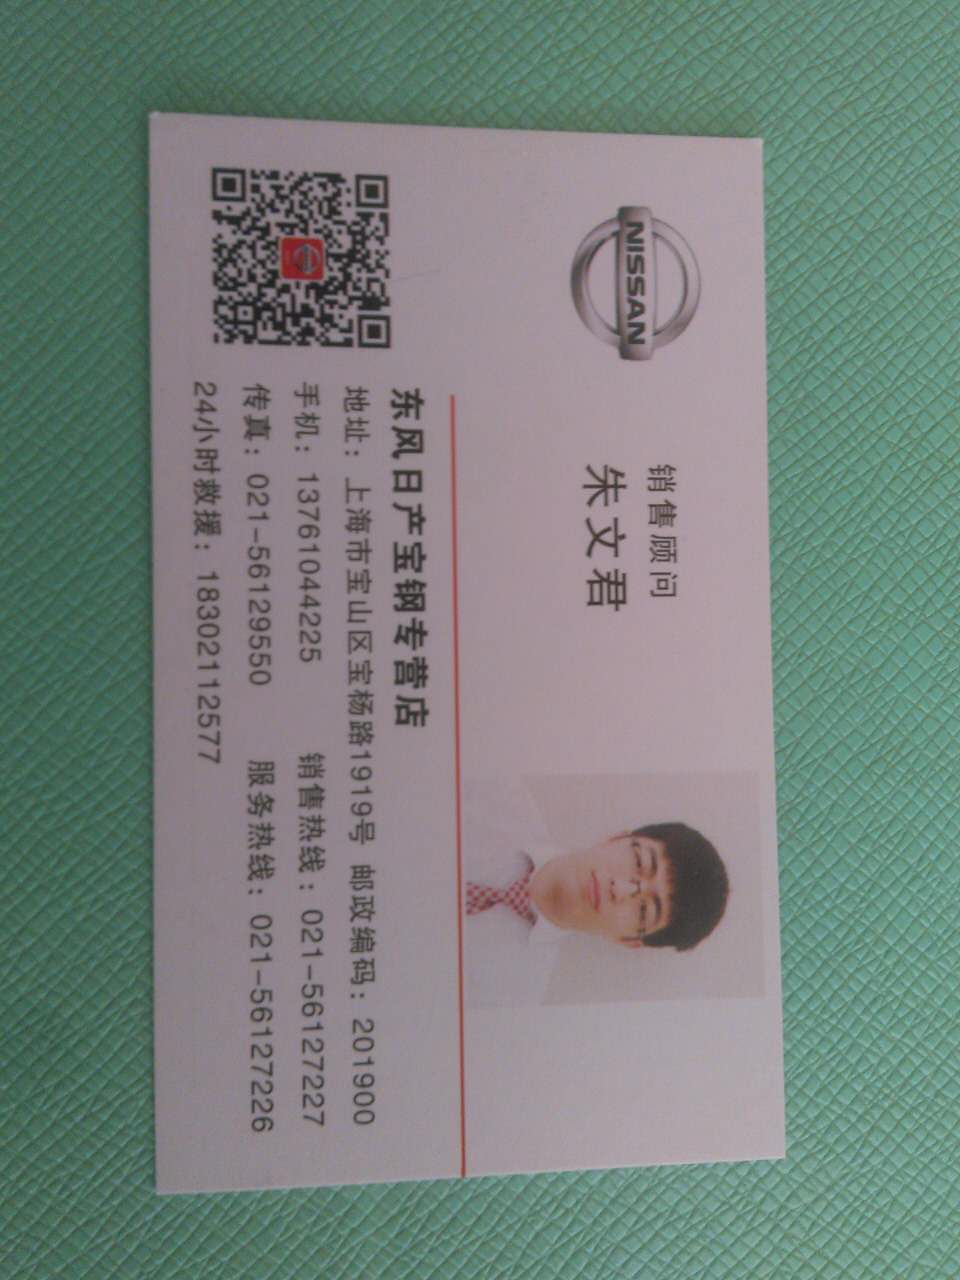 NISSAN
销售顾问
朱文君
东风日产宝钢专营店
地址：上海市宝山区宝杨路1919号 邮政编码：201900
手机：13761044225 销售热线：021-56127227
传真：021-56129550 服务热线：021-56127226
24小时救援：18302112577